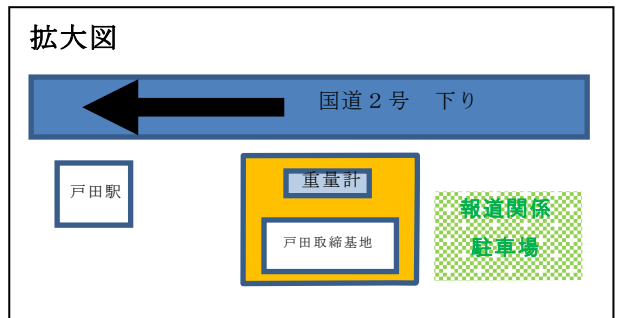 拡大図
国道２号　下り
戸田駅
重量計
戸田取締基地
報道関係
駐車場